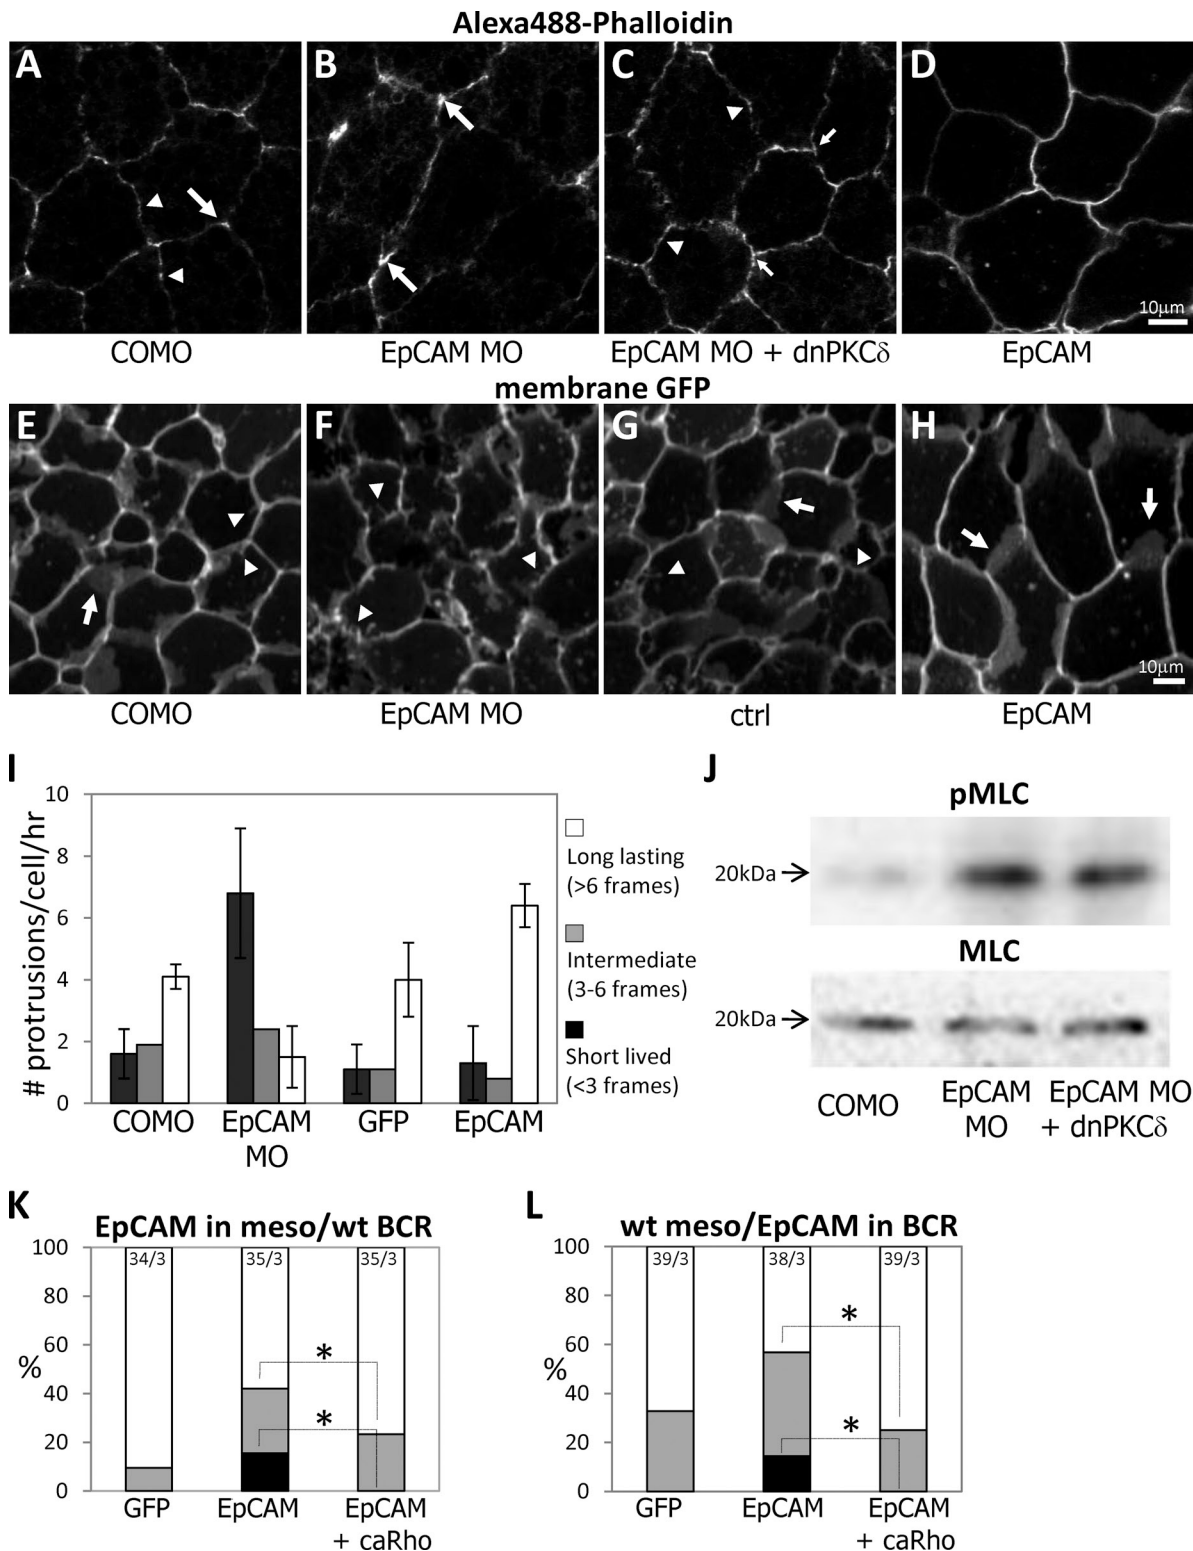 Alexa488-Phalloidin
A B C D
10µm
COMO EpCAM MO EpCAM MO + dnPKCδ EpCAM
membrane GFP
E F G H
10µm
COMO EpCAM MO ctrl EpCAM
I
# protrusions/cell/hr
10
8
6
4
2
0
COMO EpCAM MO GFP EpCAM
Long lasting
(>6 frames)
Intermediate
(3-6 frames)
Short lived
(<3 frames)
J
pMLC
20kDa
MLC
20kDa
COMO EpCAM MO EpCAM MO + dnPKCδ
K
EpCAM in meso/wt BCR
%
100
80
60
40
20
0
34/3 35/3 35/3
*
*
GFP EpCAM EpCAM
+ caRho
L
wt meso/EpCAM in BCR
%
100
80
60
40
20
0
39/3 38/3 39/3
*
*
GFP EpCAM EpCAM
+ caRho